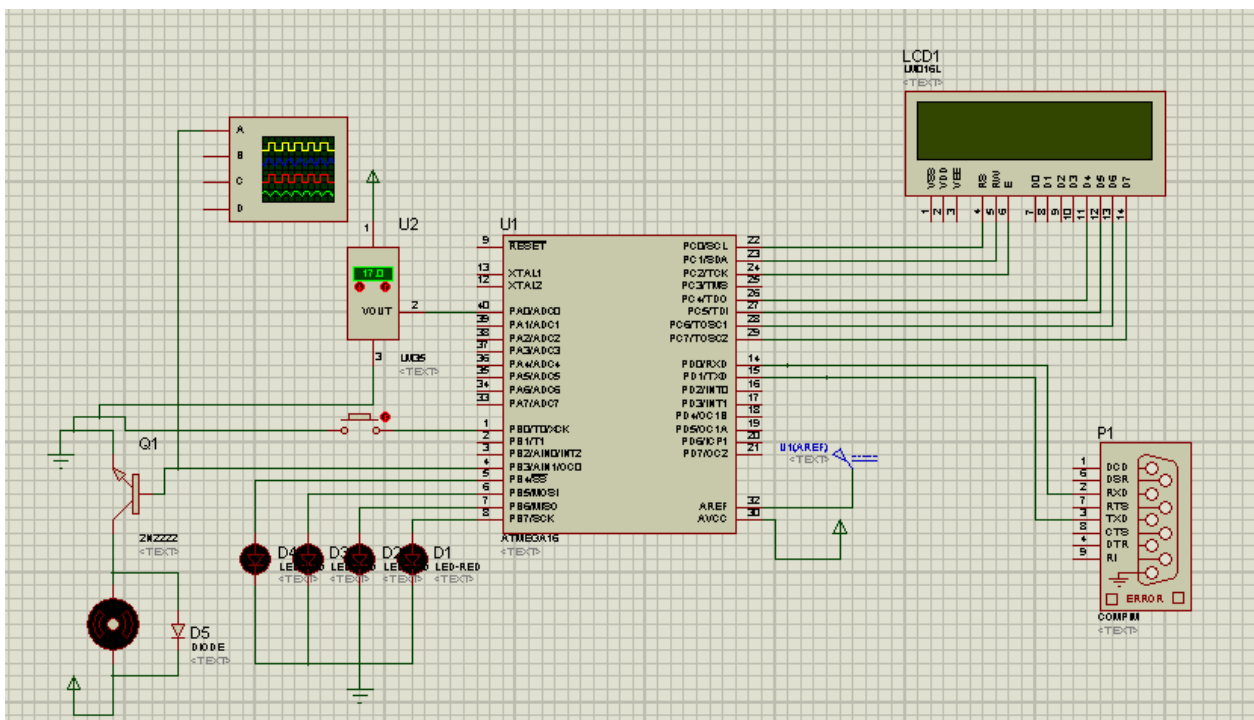 LCD1
LM016L
<TEXT>
VSS
VDD
VEE
RS
RW
E
D0
D1
D2
D3
D4
D5
D6
D7
1
2
3
4
5
6
7
8
9
10
11
12
13
14
A
B
C
D
U2
1
VOUT
2
3
LM35
<TEXT>
U1
9 RESET
13 XTAL1
12 XTAL2
40 PA0/ADC0
39 PA1/ADC1
38 PA2/ADC2
37 PA3/ADC3
36 PA4/ADC4
35 PA5/ADC5
34 PA6/ADC6
33 PA7/ADC7
1 PB0/T0/XCK
2 PB1/T1
3 PB2/AIN0/INT2
4 PB3/AIN1/OC0
5 PB4/SS
6 PB5/MOSI
7 PB6/MISO
8 PB7/SCK
PC0/SCL 22
PC1/SDA 23
PC2/TCK 24
PC3/TMS 25
PC4/TDO 26
PC5/TDI 27
PC6/TOSC1 28
PC7/TOSC2 29
PD0/RXD 14
PD1/TXD 15
PD2/INT0 16
PD3/INT1 17
PD4/OC1B 18
PD5/OC1A 19
PD6/ICP1 20
PD7/OC2 21
AREF 32
AVCC 30
ATMEGA16
<TEXT>
U1(AREF)
<TEXT>
Q1
2N2222
<TEXT>
D4
<TEXT>
D3
<TEXT>
D2
<TEXT>
D1
LED-RED
<TEXT>
D5
DIODE
<TEXT>
P1
1 DCD
6 DSR
2 RXD
7 RTS
3 TXD
8 CTS
4 DTR
9 RI
ERROR
COMPIM
<TEXT>